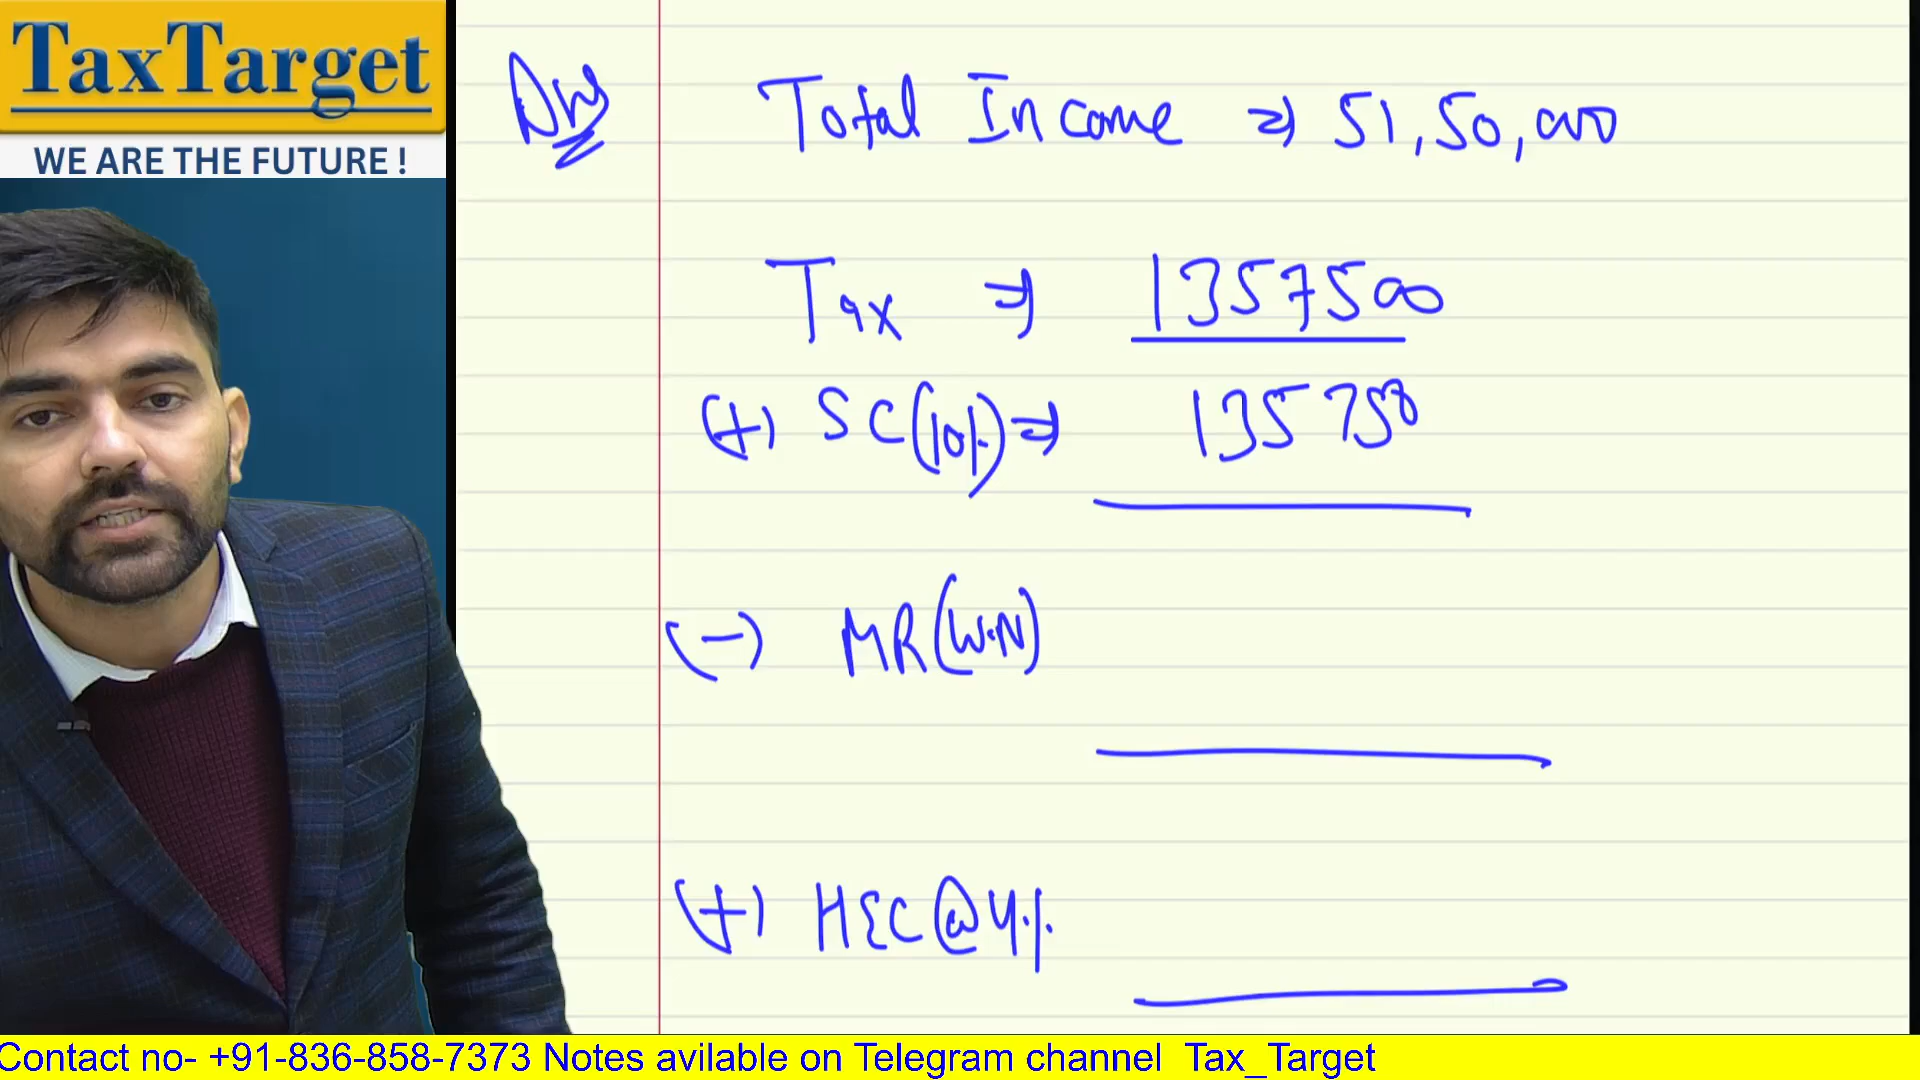 TaxTarget
WE ARE THE FUTURE !
Ans
Total Income ⇒ 51,50,000
Tax ⇒ 1357500
(+) SC(10%) ⇒ 135750
(-) MR(W.N)
(+) HEC@4%
Contact no- +91-836-858-7373 Notes avilable on Telegram channel Tax_Target